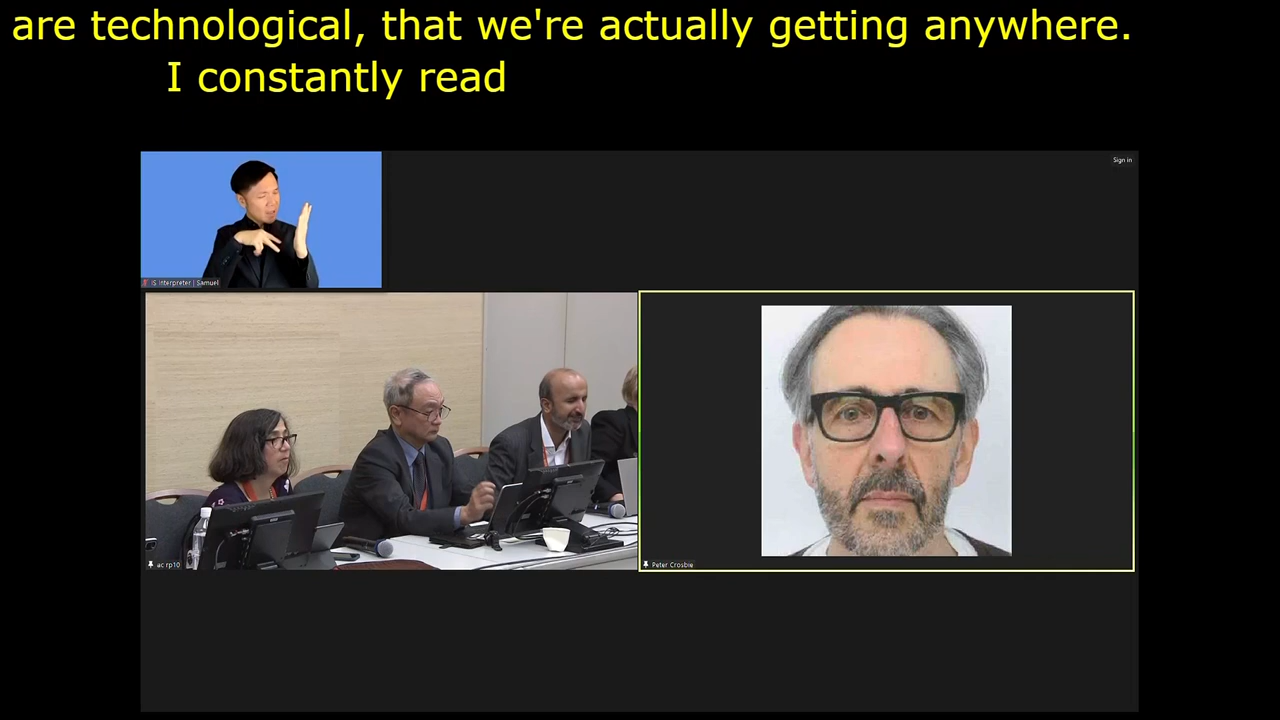 are technological, that we're actually getting anywhere.
I constantly read
Sign in
IS Interpreter | Samuel
ac rp10
Peter Crosbie